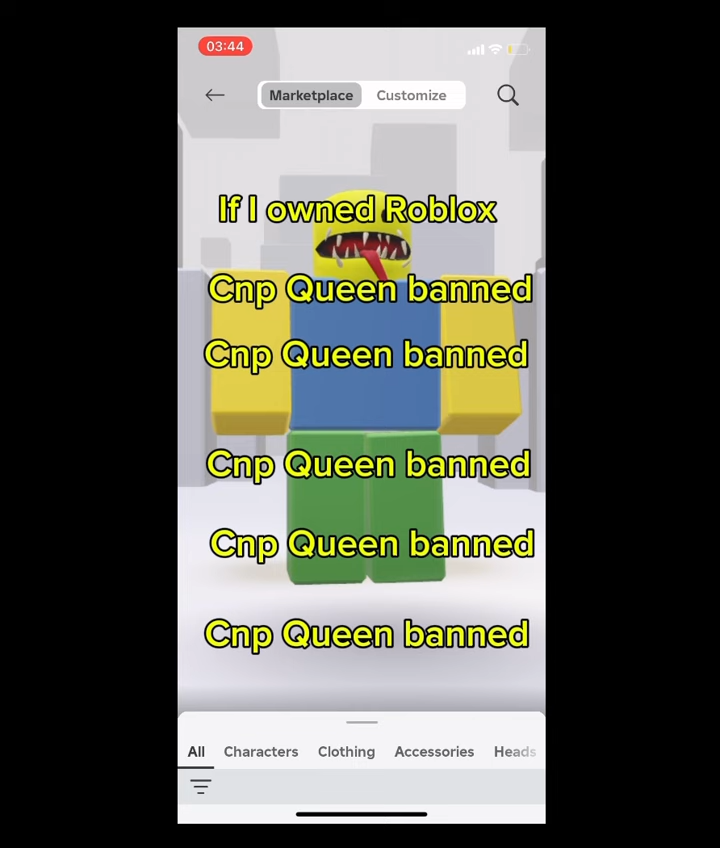 03:44
Marketplace Customize
If I owned Roblox
Cnp Queen banned
Cnp Queen banned
Cnp Queen banned
Cnp Queen banned
Cnp Queen banned
All Characters Clothing Accessories Heads